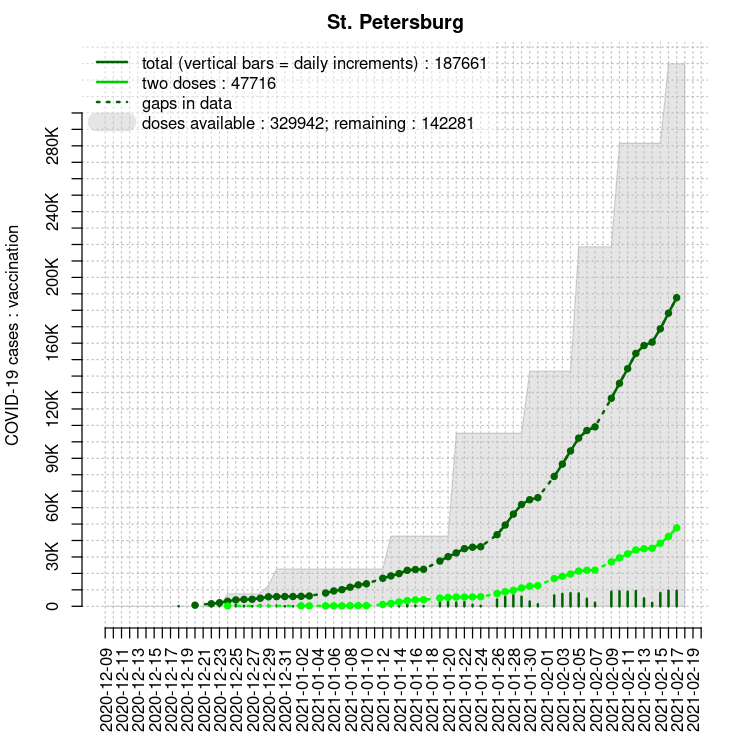 St. Petersburg
total (vertical bars = daily increments) : 187661
two doses : 47716
gaps in data
doses available : 329942; remaining : 142281
COVID-19 cases : vaccination
280K
240K
200K
160K
120K
90K
60K
30K
0
2020-12-09
2020-12-11
2020-12-13
2020-12-15
2020-12-17
2020-12-19
2020-12-21
2020-12-23
2020-12-25
2020-12-27
2020-12-29
2020-12-31
2021-01-02
2021-01-04
2021-01-06
2021-01-08
2021-01-10
2021-01-12
2021-01-14
2021-01-16
2021-01-18
2021-01-20
2021-01-22
2021-01-24
2021-01-26
2021-01-28
2021-01-30
2021-02-01
2021-02-03
2021-02-05
2021-02-07
2021-02-09
2021-02-11
2021-02-13
2021-02-15
2021-02-17
2021-02-19